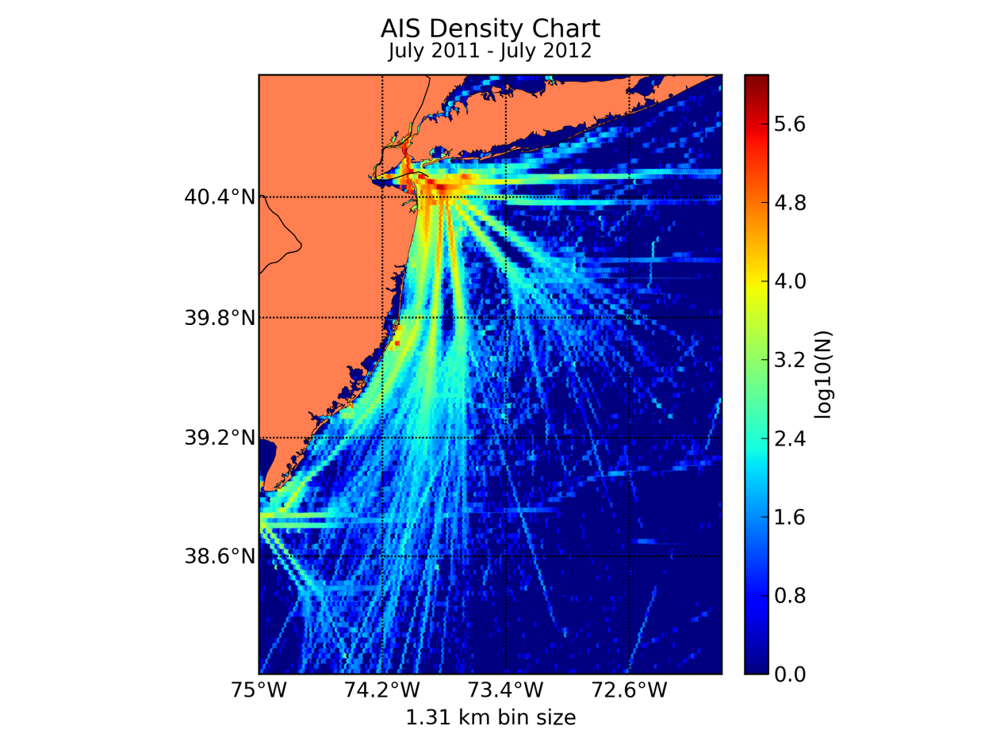 AIS Density Chart
July 2011 - July 2012
40.4°N
39.8°N
39.2°N
38.6°N
75°W
74.2°W
73.4°W
72.6°W
1.31 km bin size
5.6
4.8
4.0
3.2
2.4
1.6
0.8
0.0
log10(N)